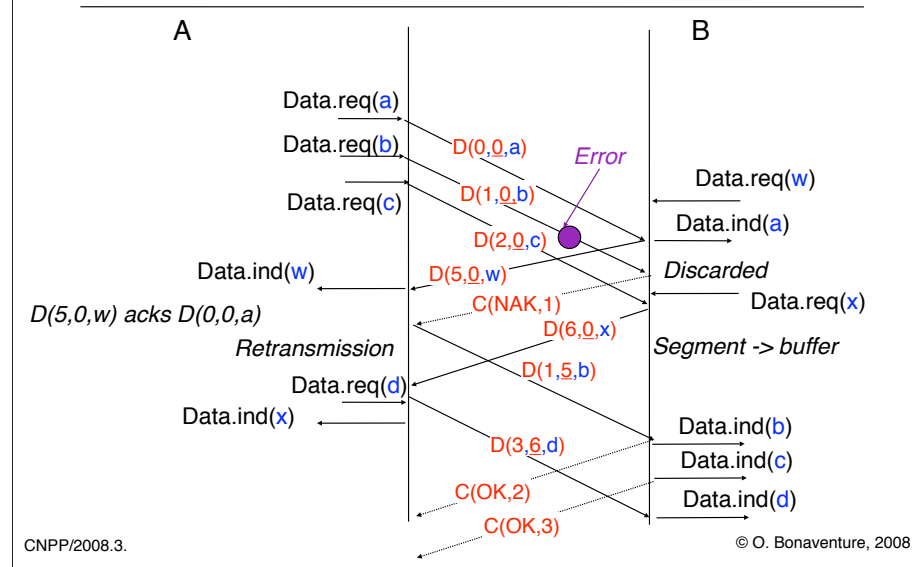 A
B
Data.req(a)
D(0,0,a)
Data.req(b)
Error
D(1,0,b)
Data.req(w)
Data.req(c)
Data.ind(a)
D(2,0,c)
Data.ind(w)
D(5,0,w)
Discarded
D(5,0,w) acks D(0,0,a)
C(NAK,1)
Data.req(x)
D(6,0,x)
Retransmission
Segment -> buffer
D(1,5,b)
Data.req(d)
Data.ind(x)
Data.ind(b)
D(3,6,d)
Data.ind(c)
C(OK,2)
Data.ind(d)
C(OK,3)
CNPP/2008.3.
© O. Bonaventure, 2008